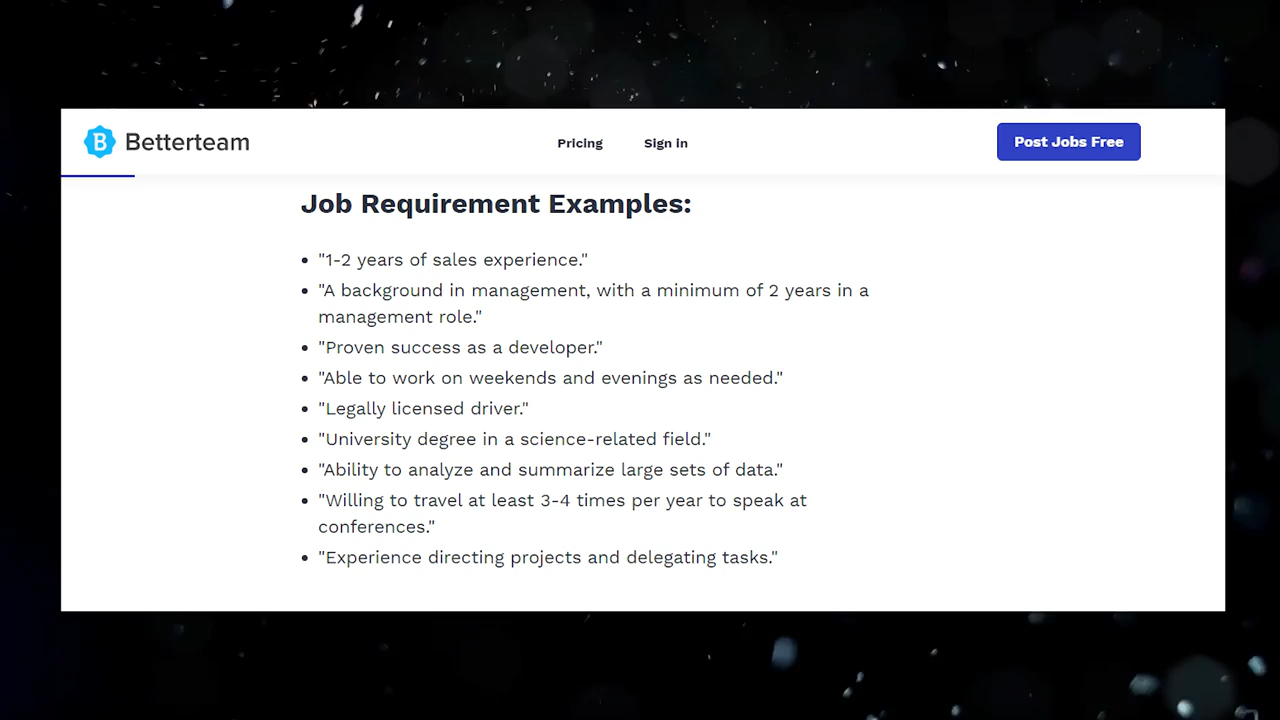 Betterteam
Pricing
Sign in
Post Jobs Free
Job Requirement Examples:
"1-2 years of sales experience."
"A background in management, with a minimum of 2 years in a
management role."
"Proven success as a developer."
"Able to work on weekends and evenings as needed."
"Legally licensed driver."
"University degree in a science-related field."
"Ability to analyze and summarize large sets of data."
"Willing to travel at least 3-4 times per year to speak at
conferences."
"Experience directing projects and delegating tasks."